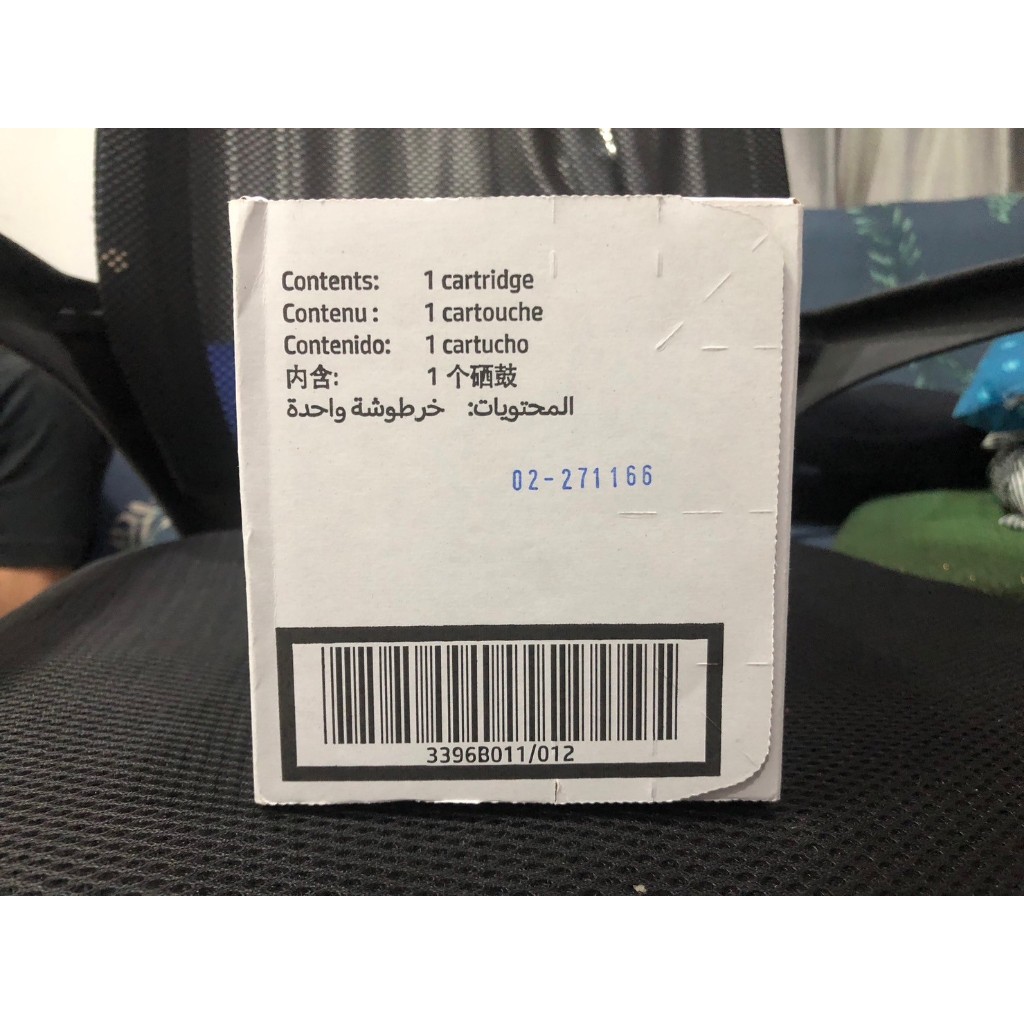 Contents: 1 cartridge
Contenu : 1 cartouche
Contenido: 1 cartucho
内含: 1 个硒鼓
المحتويات: خرطوشة واحدة
02-271166
3396B011/012